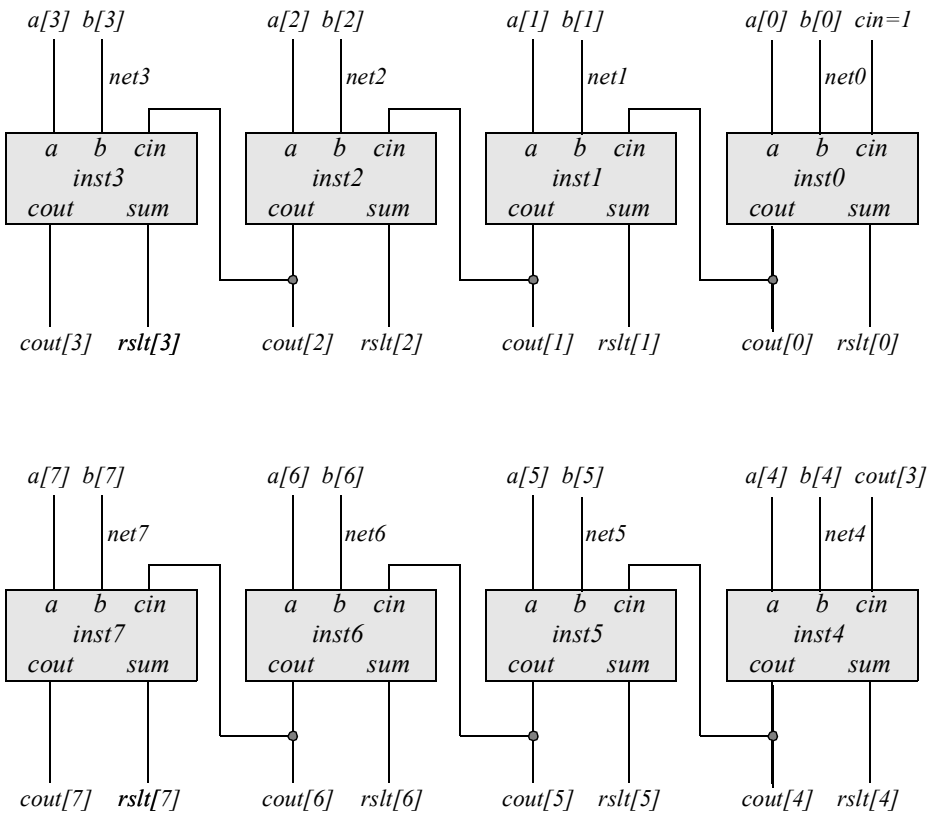 a[3] b[3] a[2] b[2] a[1] b[1] a[0] b[0] cin=1
net3 net2 net1 net0
a b cin a b cin a b cin a b cin
inst3 inst2 inst1 inst0
cout sum cout sum cout sum cout sum
cout[3] rslt[3] cout[2] rslt[2] cout[1] rslt[1] cout[0] rslt[0]
a[7] b[7] a[6] b[6] a[5] b[5] a[4] b[4] cout[3]
net7 net6 net5 net4
a b cin a b cin a b cin a b cin
inst7 inst6 inst5 inst4
cout sum cout sum cout sum cout sum
cout[7] rslt[7] cout[6] rslt[6] cout[5] rslt[5] cout[4] rslt[4]